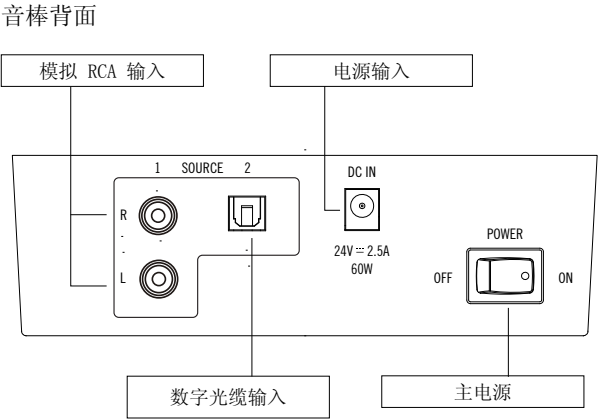 音棒背面
模拟 RCA 输入
电源输入
1 SOURCE 2
DC IN
R
L
24V ⎓ 2.5A
60W
POWER
OFF
ON
数字光缆输入
主电源